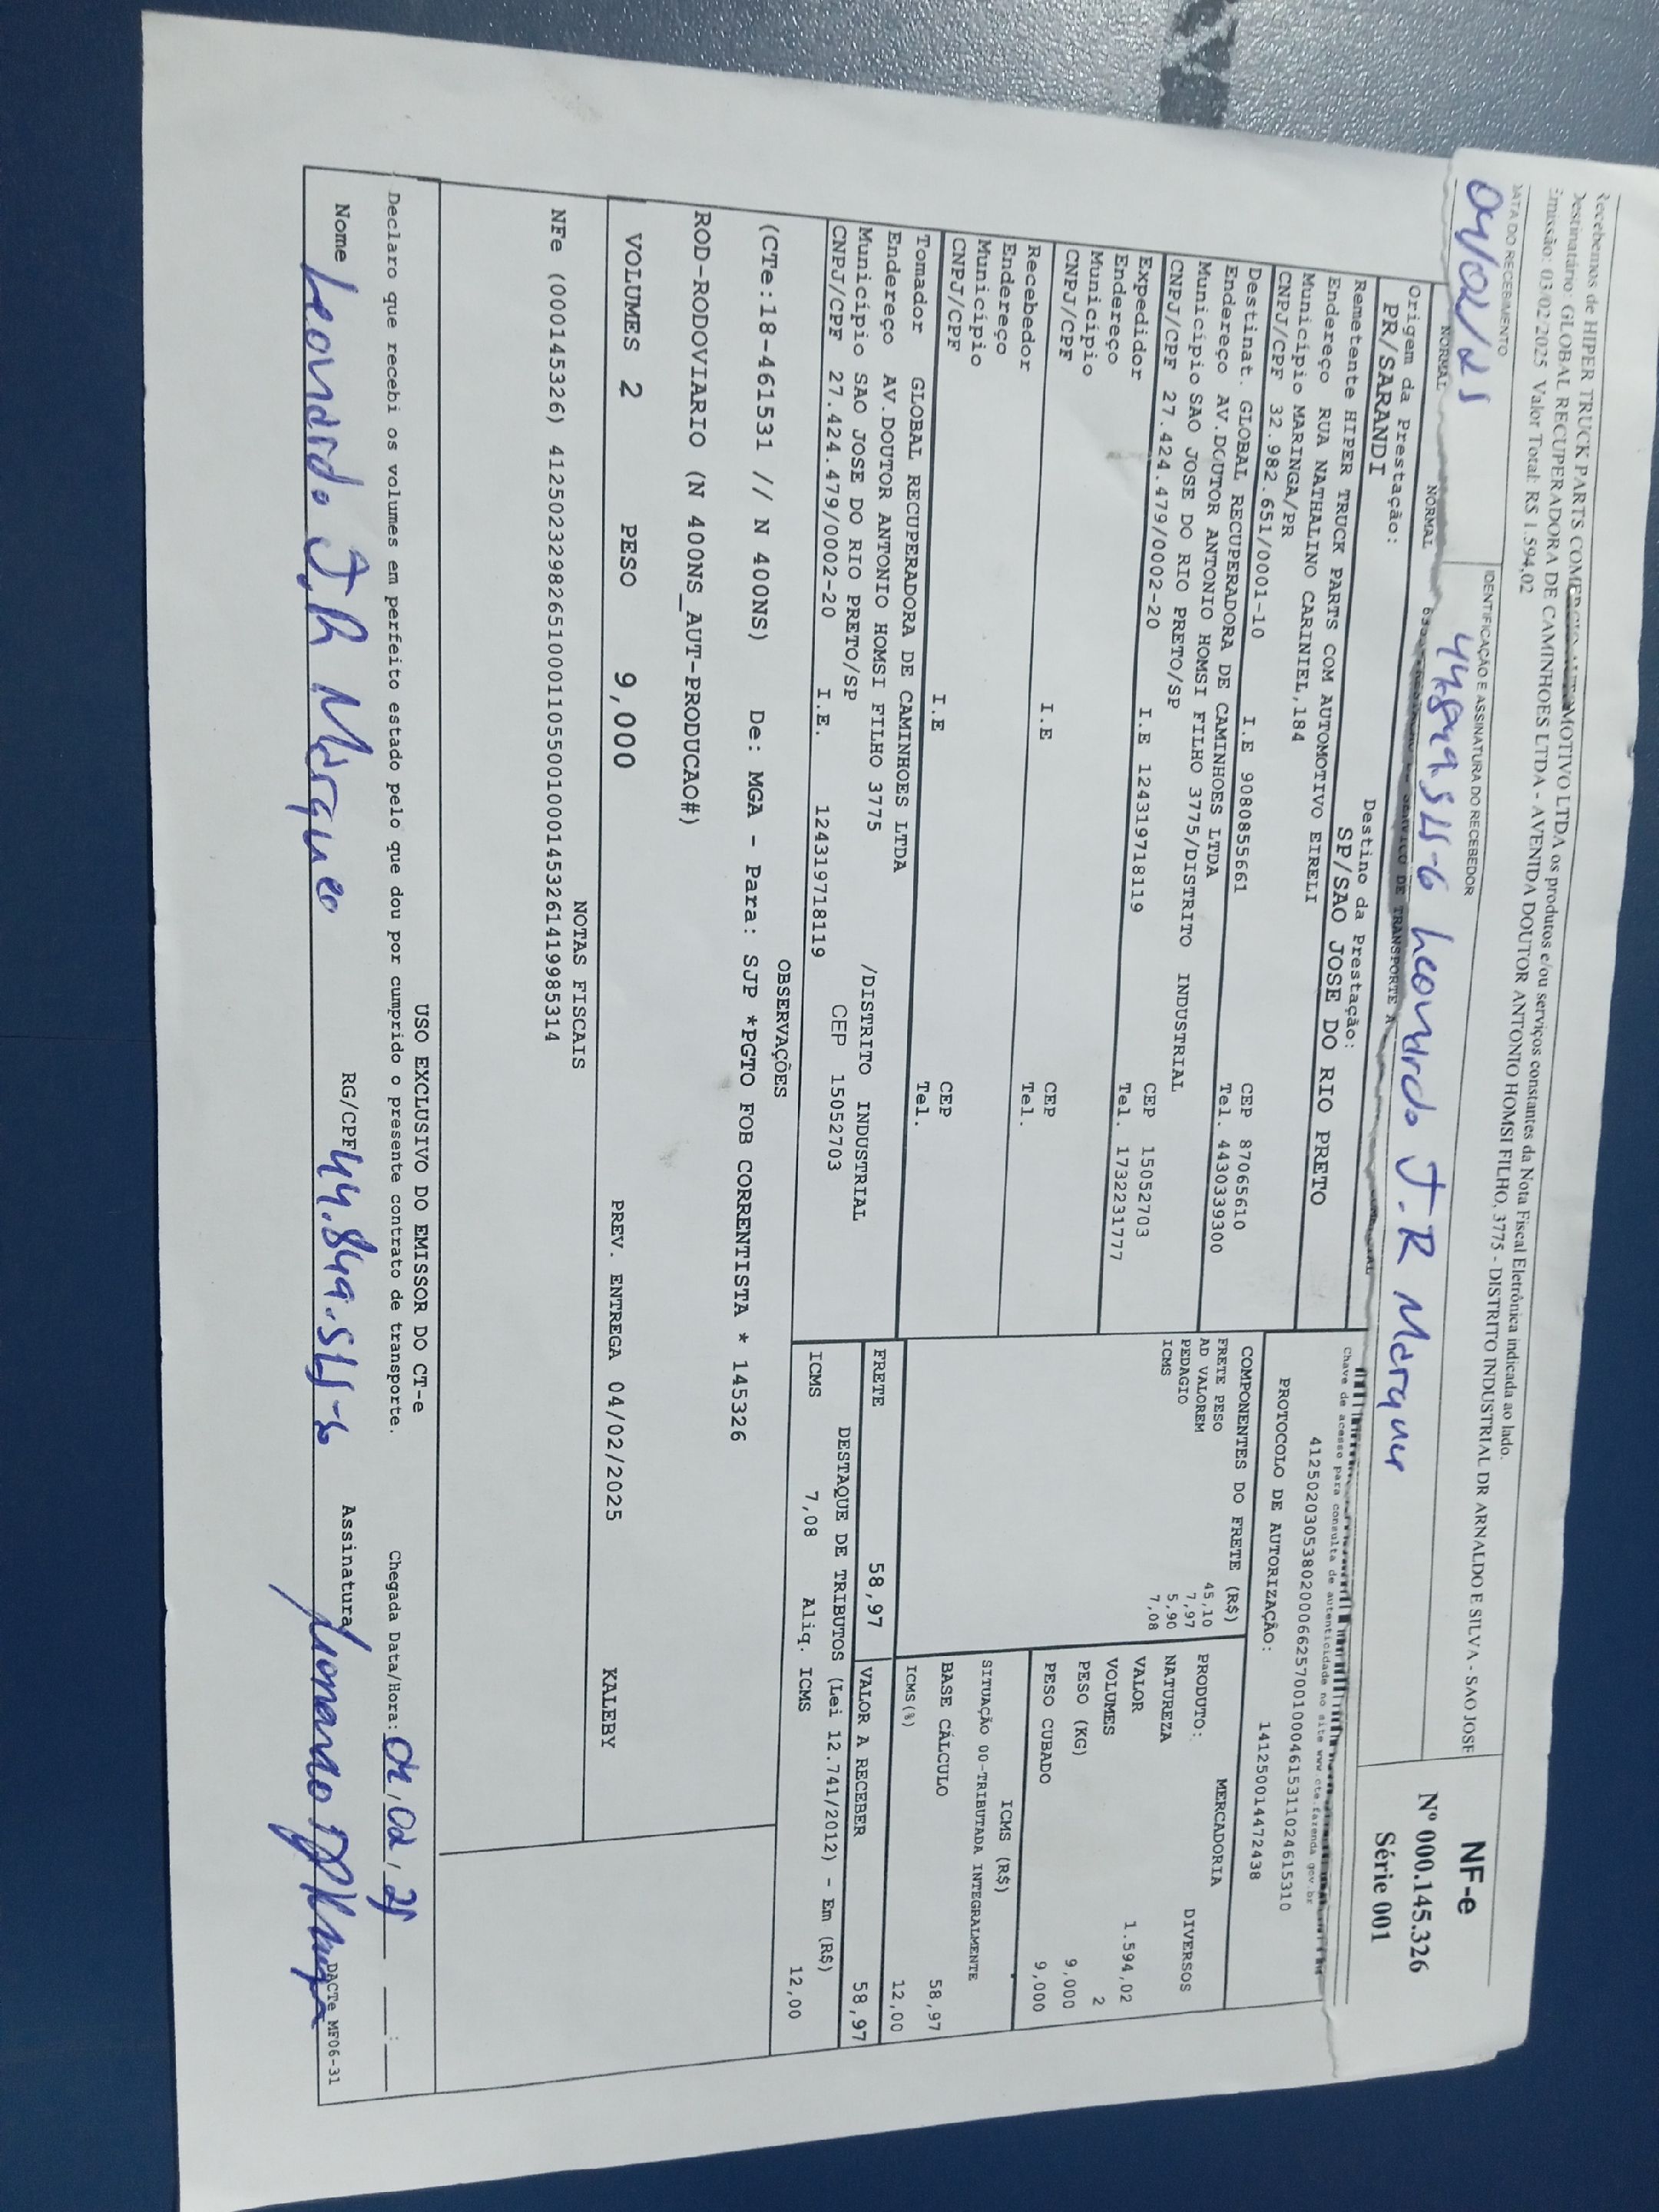 Recebemos de HIPER TRUCK PARTS COMERCIO AUTOMOTIVO LTDA os produtos e/ou serviços constantes da Nota Fiscal Eletrônica indicada ao lado.
Destinatário: GLOBAL RECUPERADORA DE CAMINHOES LTDA - AVENIDA DOUTOR ANTONIO HOMSI FILHO, 3775 - DISTRITO INDUSTRIAL DR ARNALDO E SILVA - SAO JOSE
Emissão: 03/02/2025 Valor Total: R$ 1.594,02
DATA DO RECEBIMENTO
IDENTIFICAÇÃO E ASSINATURA DO RECEBEDOR
04/02/25
Leonardo J.R Marque
NF-e
Nº 000.145.326
Série 001
NORMAL NORMAL
DE TRANSPORTE
Origem da Prestação:
PR/SARANDI
Destino da Prestação:
SP/SAO JOSE DO RIO PRETO
Chave de acesso para consulta de autenticidade no site www.cte.fazenda.gov.br
41250203053802000662570010004615311024615310
PROTOCOLO DE AUTORIZAÇÃO: 141250014472438
Remetente HIPER TRUCK PARTS COM AUTOMOTIVO EIRELI
Endereço RUA NATHALINO CARINIEL,184
Município MARINGA/PR CEP 87065610
CNPJ/CPF 32.982.651/0001-10 I.E 9080855661 Tel. 4430339300
Destinat. GLOBAL RECUPERADORA DE CAMINHOES LTDA
Endereço AV.DOUTOR ANTONIO HOMSI FILHO 3775/DISTRITO INDUSTRIAL
Município SAO JOSE DO RIO PRETO/SP CEP 15052703
CNPJ/CPF 27.424.479/0002-20 I.E 124319718119 Tel. 1732231777
Expedidor
Endereço
Município CEP
CNPJ/CPF I.E Tel.
Recebedor
Endereço
Município CEP
CNPJ/CPF I.E Tel.
Tomador GLOBAL RECUPERADORA DE CAMINHOES LTDA
Endereço AV.DOUTOR ANTONIO HOMSI FILHO 3775 /DISTRITO INDUSTRIAL
Município SAO JOSE DO RIO PRETO/SP CEP 15052703
CNPJ/CPF 27.424.479/0002-20 I.E. 124319718119
COMPONENTES DO FRETE (R$)
FRETE PESO 45,10
AD VALOREM 7,97
PEDAGIO 5,90
ICMS 7,08
MERCADORIA
PRODUTO: DIVERSOS
NATUREZA
VALOR 1.594,02
VOLUMES 2
PESO (KG) 9,000
PESO CUBADO 9,000
ICMS (R$)
SITUAÇÃO 00-TRIBUTADA INTEGRALMENTE
BASE CÁLCULO 58,97
ICMS(%) 12,00
FRETE 58,97
VALOR A RECEBER 58,97
DESTAQUE DE TRIBUTOS (Lei 12.741/2012) - Em (R$)
ICMS 7,08 Aliq. ICMS 12,00
OBSERVAÇÕES
(CTe:18-461531 // N 400NS) De: MGA - Para: SJP *PGTO FOB CORRENTISTA * 145326
ROD-RODOVIARIO (N 400NS_AUT-PRODUCAO#)
VOLUMES 2 PESO 9,000 PREV. ENTREGA 04/02/2025 KALEBY
NOTAS FISCAIS
NFe (000145326) 41250232982651000110550010001453261419985314
USO EXCLUSIVO DO EMISSOR DO CT-e
Declaro que recebi os volumes em perfeito estado pelo que dou por cumprido o presente contrato de transporte. Chegada Data/Hora: 04/02/25 __:__
Nome Leonardo J.R Marques RG/CPF Assinatura
DACTe MF06-31